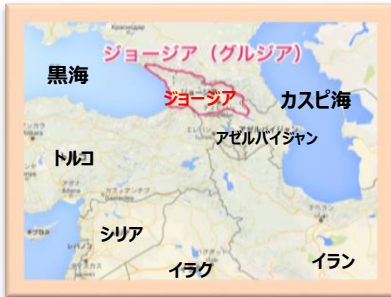 ジョージア（グルジア）
黒海
ジョージア
カスピ海
アゼルバイジャン
トルコ
シリア
イラク
イラン